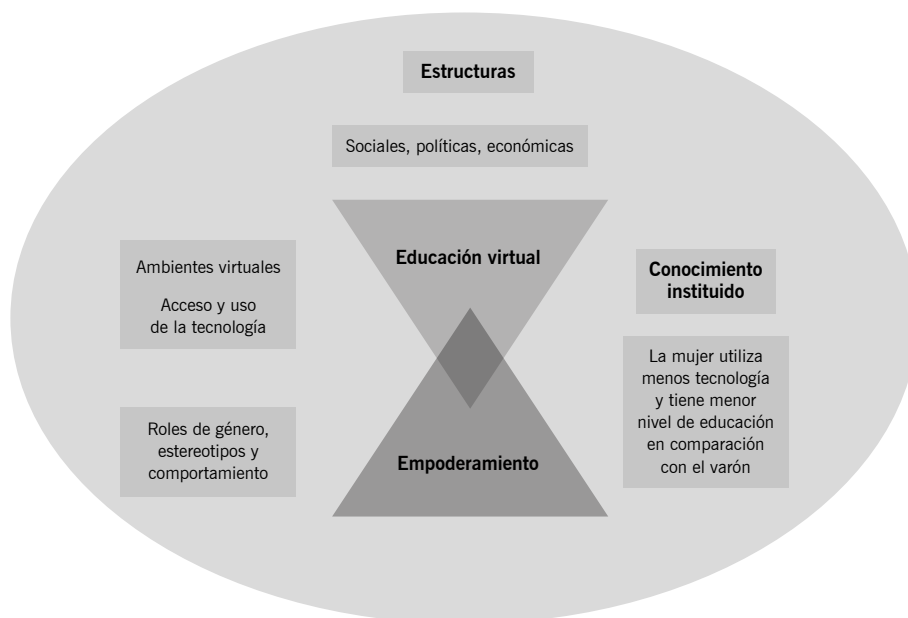 Estructuras
Sociales, políticas, económicas
Educación virtual
Ambientes virtuales
Acceso y uso
de la tecnología
Conocimiento
instituido
La mujer utiliza
menos tecnología
y tiene menor
nivel de educación
en comparación
con el varón
Roles de género,
estereotipos y
comportamiento
Empoderamiento